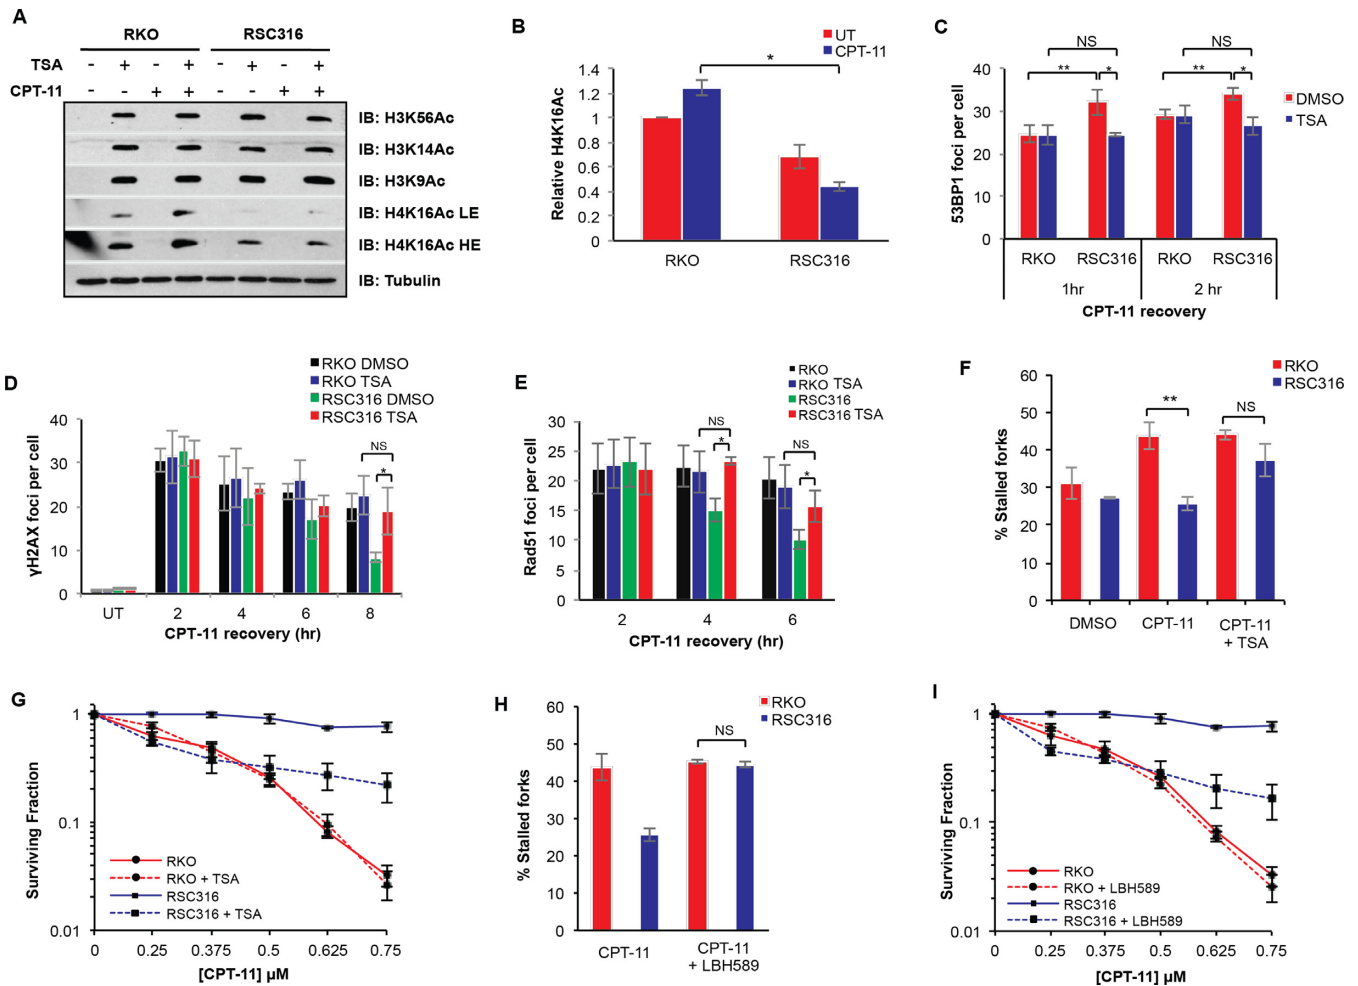 A
RKO RSC316
TSA - + - + - + - +
CPT-11 - - + + - - + +
IB: H3K56Ac
IB: H3K14Ac
IB: H3K9Ac
IB: H4K16Ac LE
IB: H4K16Ac HE
IB: Tubulin
B
UT
CPT-11
*
Relative H4K16Ac
1.4
1.2
1
0.8
0.6
0.4
0.2
0
RKO RSC316
C
NS NS
** * ** *
DMSO
TSA
53BP1 foci per cell
40
30
20
10
0
RKO RSC316 RKO RSC316
1hr 2 hr
CPT-11 recovery
D
RKO DMSO
RKO TSA
RSC316 DMSO
RSC316 TSA
NS
*
γH2AX foci per cell
40
30
20
10
0
UT 2 4 6 8
CPT-11 recovery (hr)
E
RKO
RKO TSA
RSC316
RSC316 TSA
NS NS
* *
Rad51 foci per cell
30
25
20
15
10
5
0
2 4 6
CPT-11 recovery (hr)
F
RKO
RSC316
** NS
% Stalled forks
60
50
40
30
20
10
0
DMSO CPT-11 CPT-11
+ TSA
G
Surviving Fraction
1
0.1
0.01
RKO
RKO + TSA
RSC316
RSC316 + TSA
0 0.25 0.375 0.5 0.625 0.75
[CPT-11] µM
H
RKO
RSC316
NS
% Stalled forks
60
50
40
30
20
10
0
CPT-11 CPT-11
+ LBH589
I
Surviving Fraction
1
0.1
0.01
RKO
RKO + LBH589
RSC316
RSC316 + LBH589
0 0.25 0.375 0.5 0.625 0.75
[CPT-11] µM